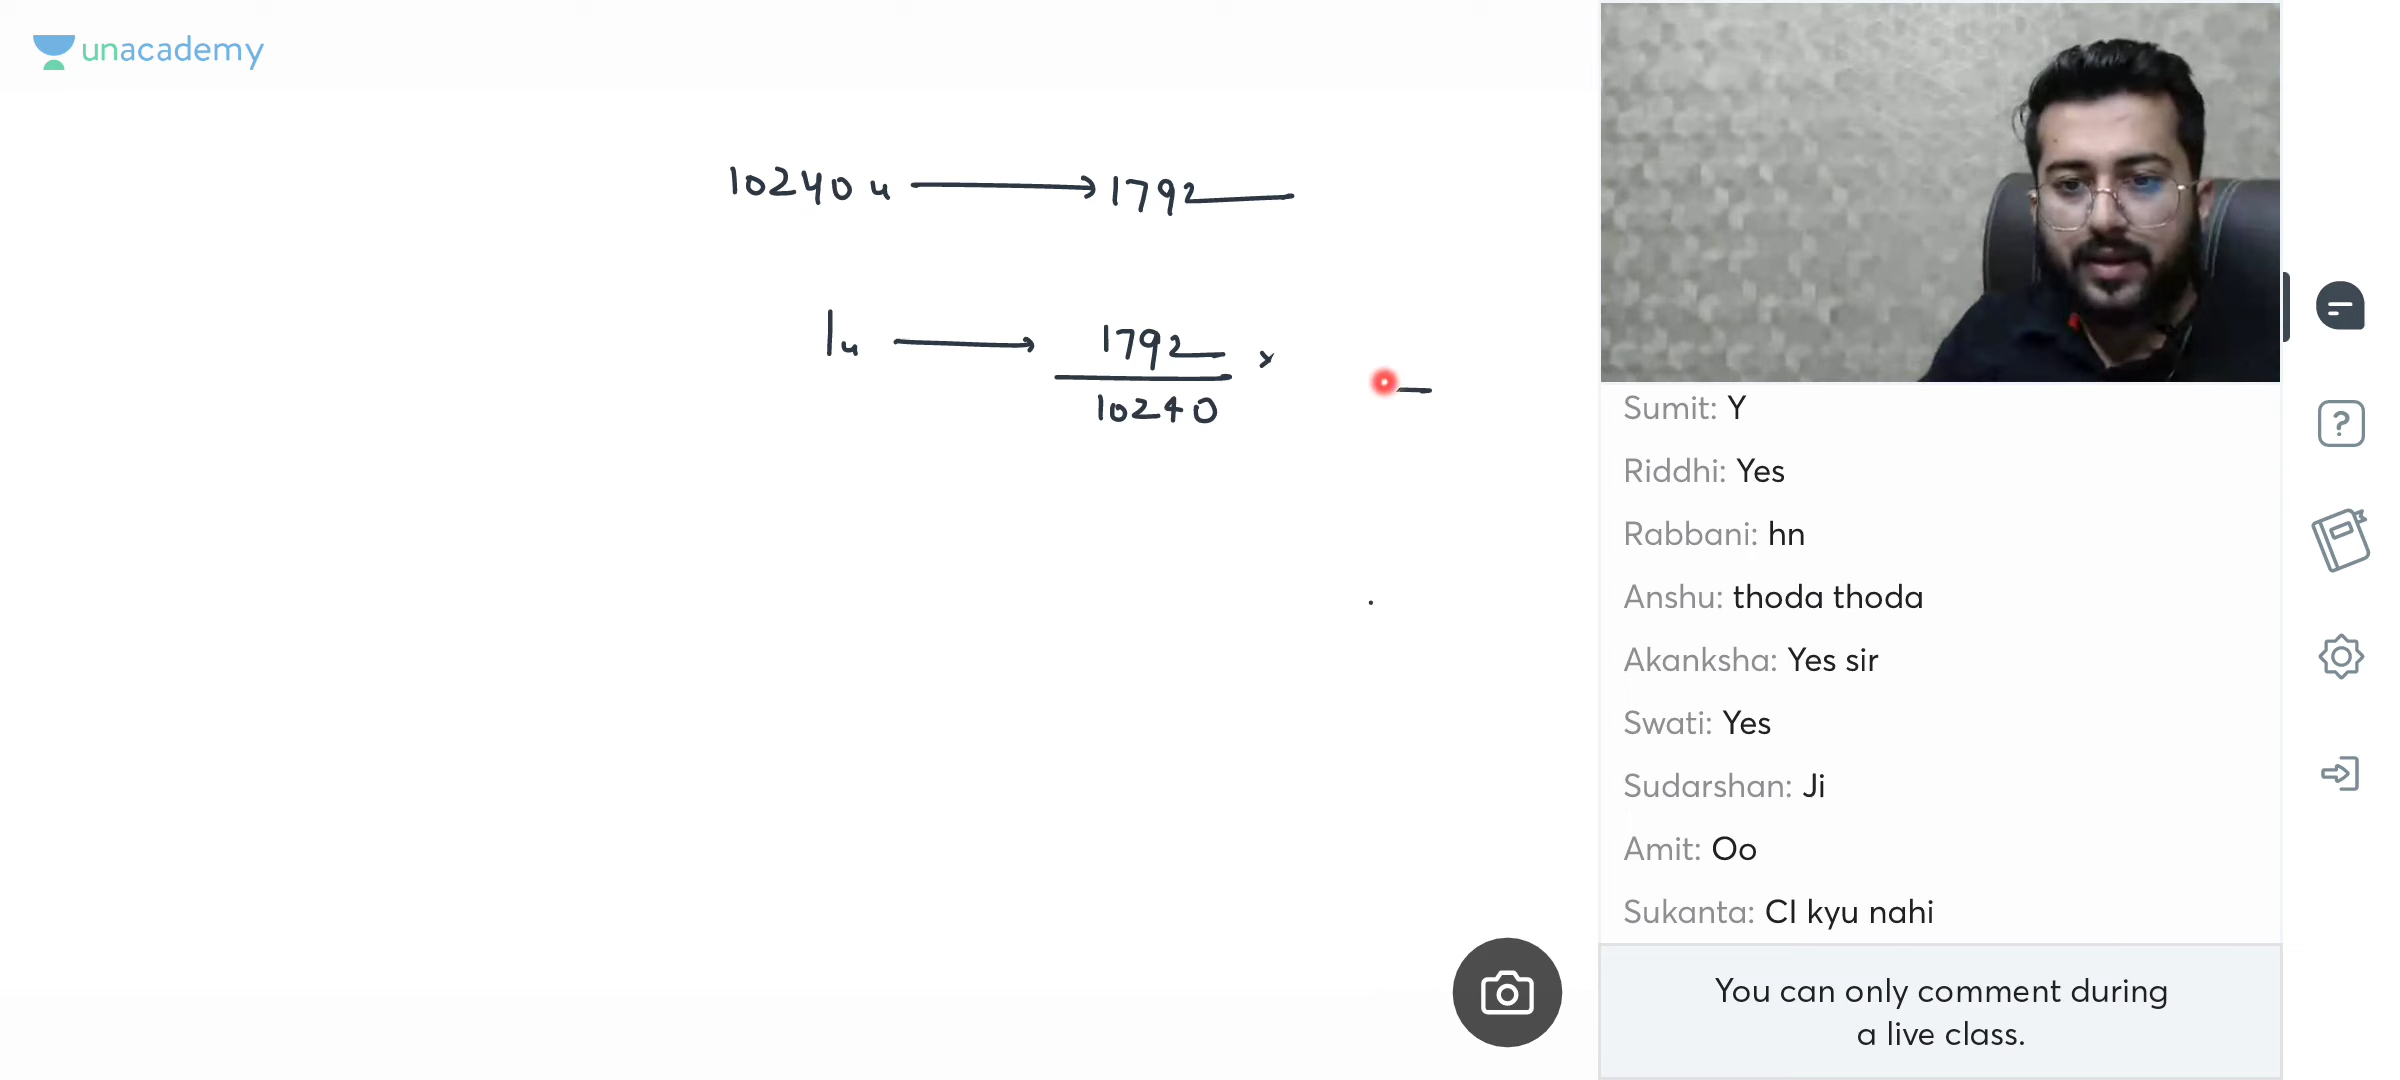 unacademy
10240 u → 1792
1u → 1792 ×
10240
Sumit: Y
Riddhi: Yes
Rabbani: hn
Anshu: thoda thoda
Akanksha: Yes sir
Swati: Yes
Sudarshan: Ji
Amit: Oo
Sukanta: CI kyu nahi
You can only comment during
a live class.